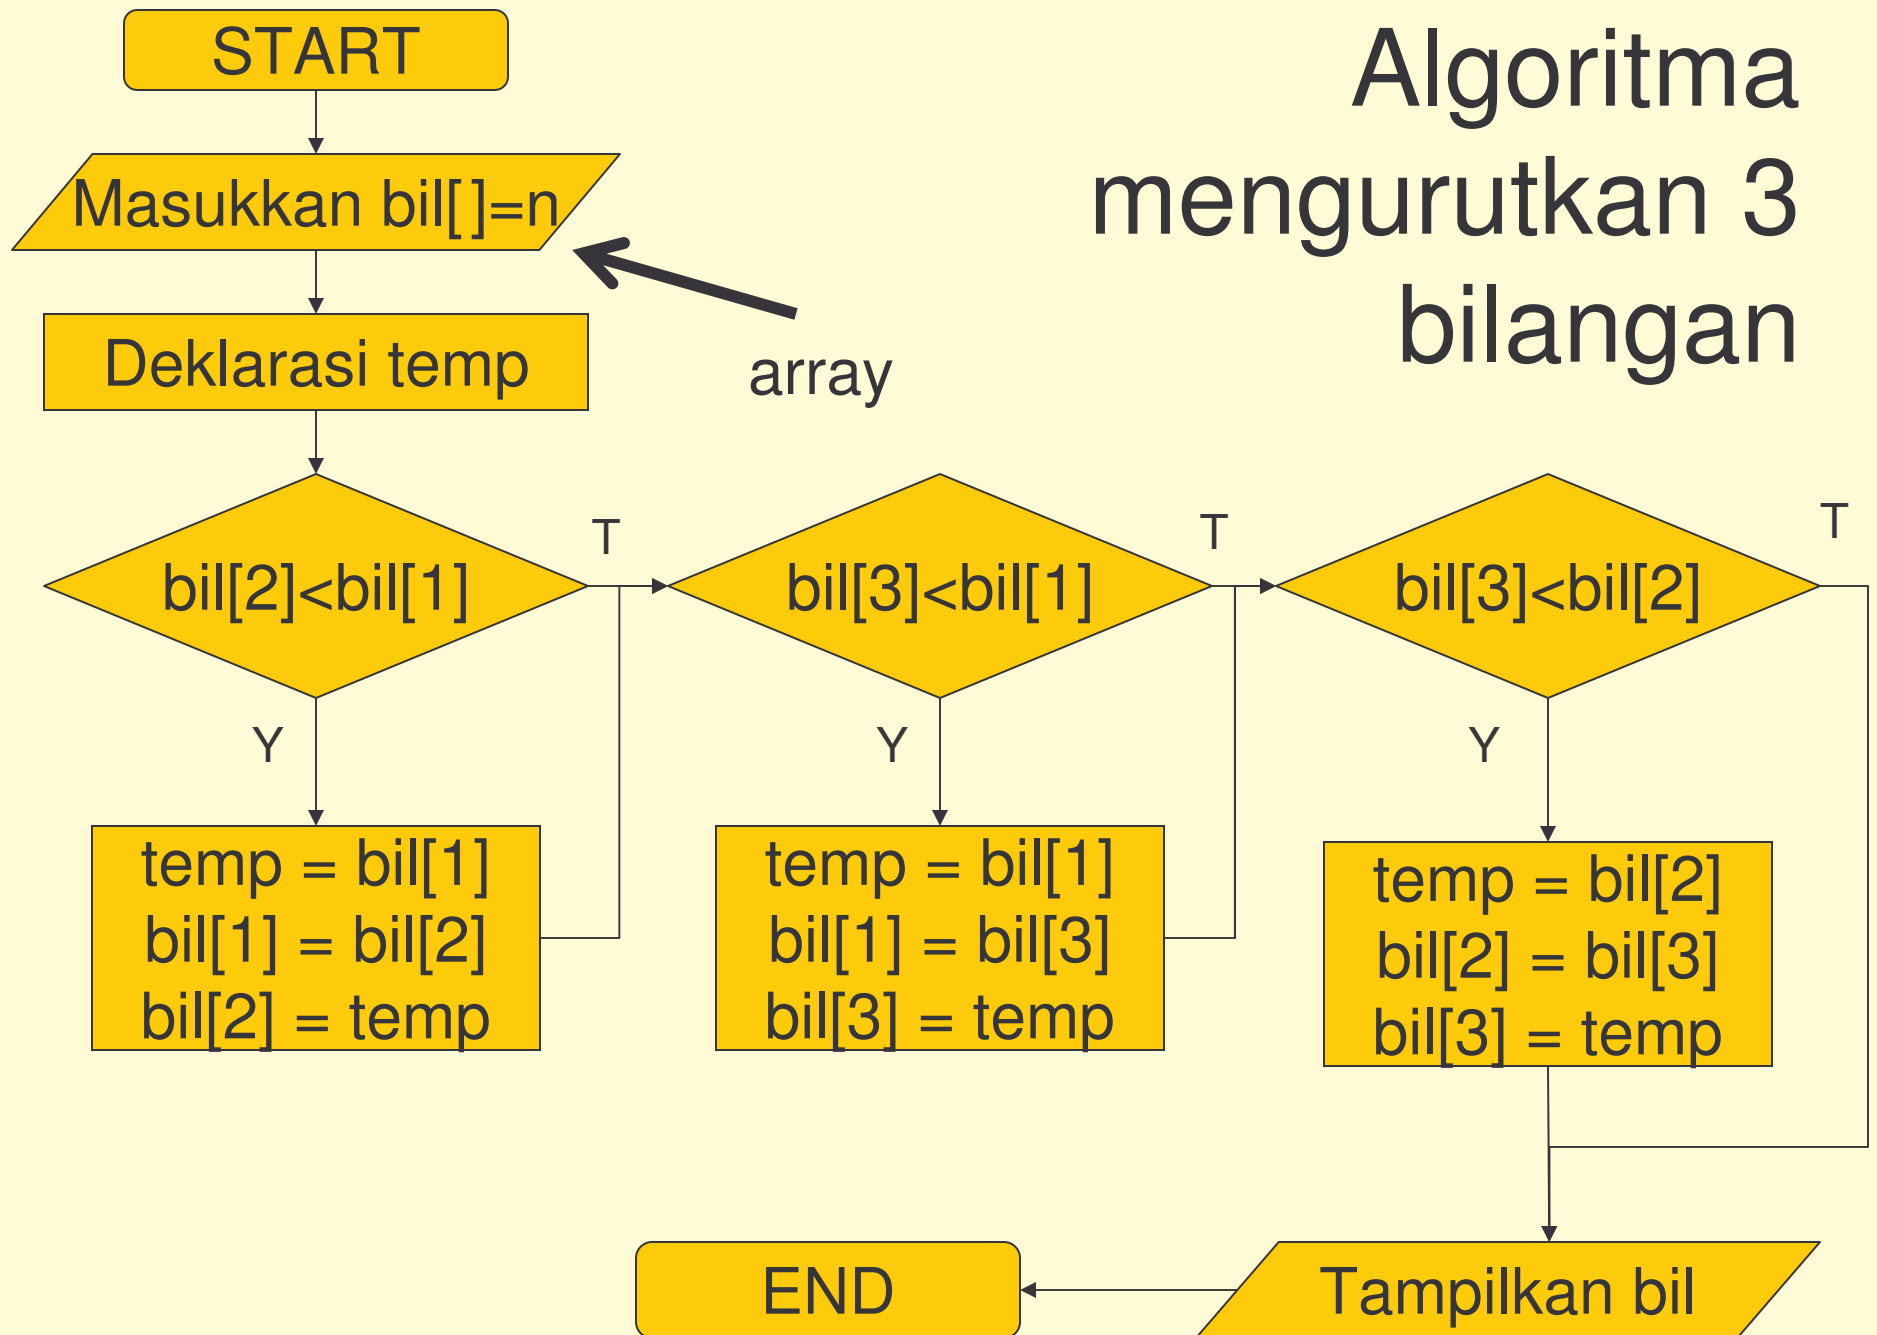 START
Algoritma
mengurutkan 3
bilangan
Masukkan bil[]=n
array
Deklarasi temp
bil[2]<bil[1]
T
bil[3]<bil[1]
T
bil[3]<bil[2]
T
Y
Y
Y
temp = bil[1]
bil[1] = bil[2]
bil[2] = temp
temp = bil[1]
bil[1] = bil[3]
bil[3] = temp
temp = bil[2]
bil[2] = bil[3]
bil[3] = temp
END
Tampilkan bil